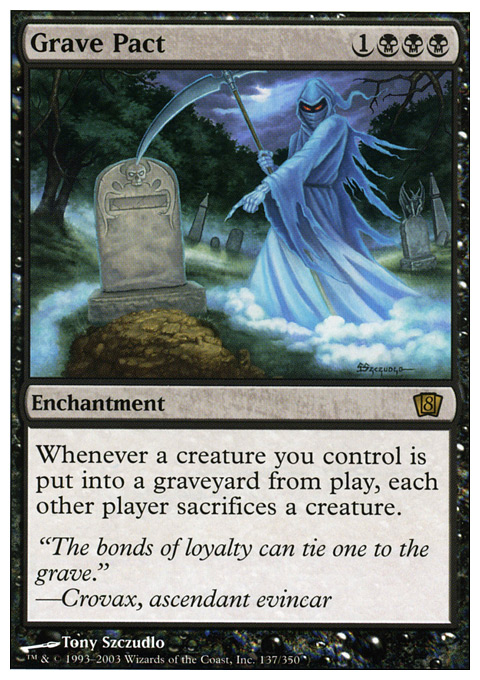 Grave Pact 1
SZCZUDLO
Enchantment 8
Whenever a creature you control is
put into a graveyard from play, each
other player sacrifices a creature.
“The bonds of loyalty can tie one to the
grave.”
—Crovax, ascendant evincar
Tony Szczudlo
™ & © 1993–2003 Wizards of the Coast, Inc. 137/350